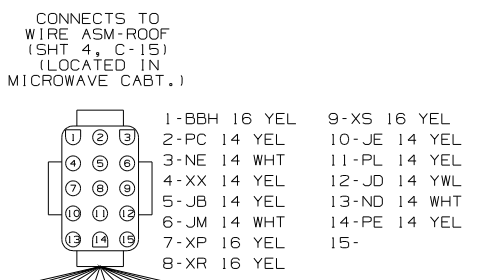 CONNECTS TO
WIRE ASM-ROOF
(SHT 4, C-15)
(LOCATED IN
MICROWAVE CABT.)
1-BBH 16 YEL
2-PC 14 YEL
3-NE 14 WHT
4-XX 14 YEL
5-JB 14 YEL
6-JM 14 WHT
7-XP 16 YEL
8-XR 16 YEL
9-XS 16 YEL
10-JE 14 YEL
11-PL 14 YEL
12-JD 14 YWL
13-ND 14 WHT
14-PE 14 YEL
15-
1 2 3
4 5 6
7 8 9
10 11 12
13 14 15